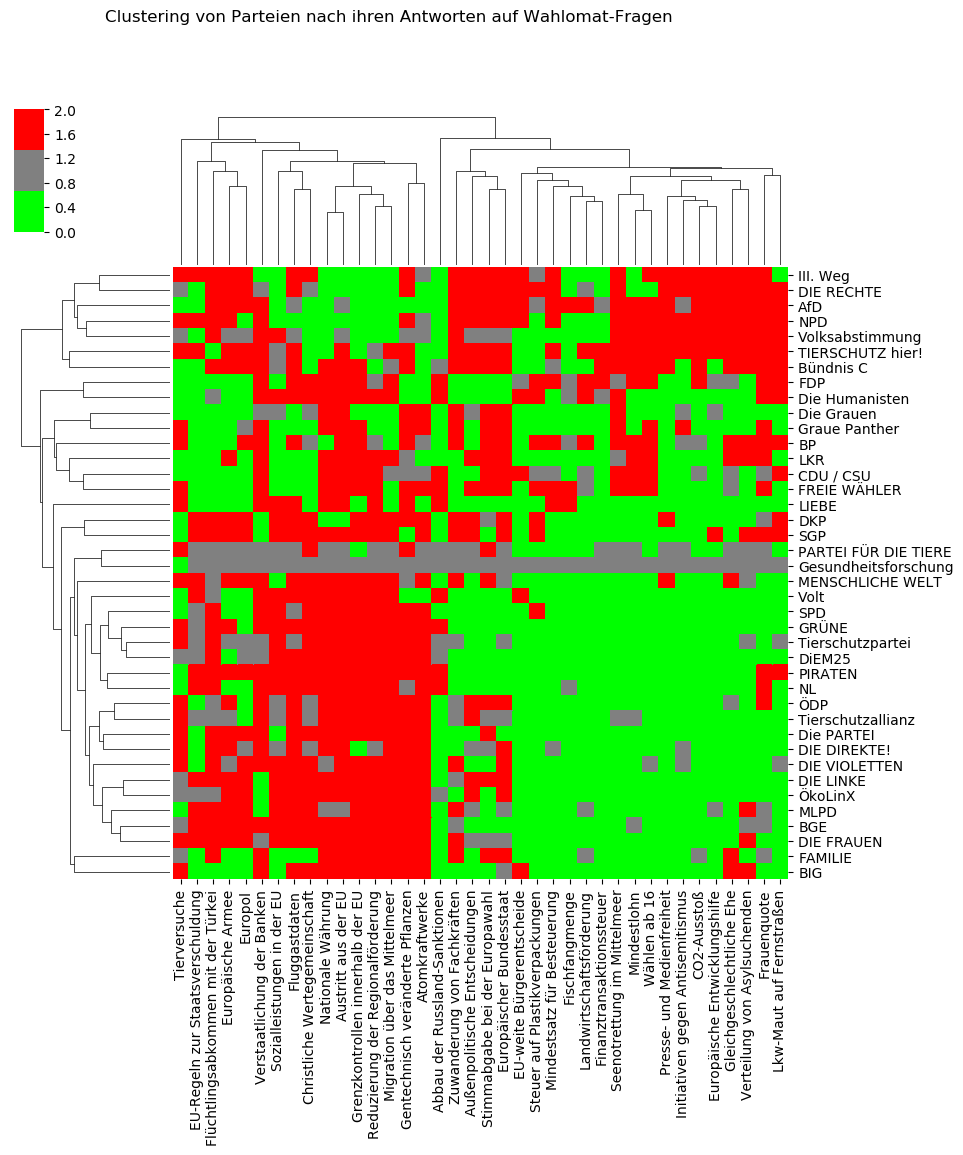 Clustering von Parteien nach ihren Antworten auf Wahlomat-Fragen
2.0
1.6
1.2
0.8
0.4
0.0
III. Weg
DIE RECHTE
AfD
NPD
Volksabstimmung
TIERSCHUTZ hier!
Bündnis C
FDP
Die Humanisten
Die Grauen
Graue Panther
BP
LKR
CDU / CSU
FREIE WÄHLER
LIEBE
DKP
SGP
PARTEI FÜR DIE TIERE
Gesundheitsforschung
MENSCHLICHE WELT
Volt
SPD
GRÜNE
Tierschutzpartei
DiEM25
PIRATEN
NL
ÖDP
Tierschutzallianz
Die PARTEI
DIE DIREKTE!
DIE VIOLETTEN
DIE LINKE
ÖkoLinX
MLPD
BGE
DIE FRAUEN
FAMILIE
BIG
Tierversuche
EU-Regeln zur Staatsverschuldung
Flüchtlingsabkommen mit der Türkei
Europäische Armee
Europol
Verstaatlichung der Banken
Sozialleistungen in der EU
Fluggastdaten
Christliche Wertegemeinschaft
Nationale Währung
Austritt aus der EU
Grenzkontrollen innerhalb der EU
Reduzierung der Regionalförderung
Migration über das Mittelmeer
Gentechnisch veränderte Pflanzen
Atomkraftwerke
Abbau der Russland-Sanktionen
Zuwanderung von Fachkräften
Außenpolitische Entscheidungen
Stimmabgabe bei der Europawahl
Europäischer Bundesstaat
EU-weite Bürgerentscheide
Steuer auf Plastikverpackungen
Mindestsatz für Besteuerung
Fischfangmenge
Landwirtschaftsförderung
Finanztransaktionssteuer
Seenotrettung im Mittelmeer
Mindestlohn
Wählen ab 16
Presse- und Medienfreiheit
Initiativen gegen Antisemitismus
CO2-Ausstoß
Europäische Entwicklungshilfe
Gleichgeschlechtliche Ehe
Verteilung von Asylsuchenden
Frauenquote
Lkw-Maut auf Fernstraßen